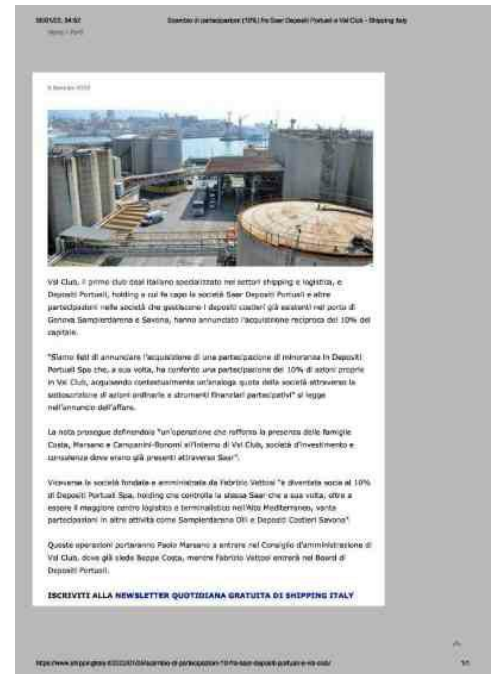 Scambio di partecipazioni (10%) fra Saar Depositi Portuali e Vsl Club - Shipping Italy
Home / Porti
Vsl Club, il primo club deal italiano specializzato nei settori shipping e logistica, e
Depositi Portuali, holding a cui fa capo la società Saar Depositi Portuali e altre
partecipazioni nelle società che gestiscono i depositi costieri già esistenti nel porto di
Genova Sampierdarena e Savona, hanno annunciato l'acquisizione reciproca del 10% del
capitale.
"Siamo lieti di annunciare l'acquisizione di una partecipazione di minoranza in Depositi
Portuali Spa che, a sua volta, ha conferito una partecipazione del 10% di azioni proprie
in Vsl Club, acquisendo contestualmente un'analoga quota della società attraverso la
sottoscrizione di azioni ordinarie e strumenti finanziari partecipativi" si legge
nell'annuncio dell'affare.
La nota prosegue definendola "un'operazione che rafforza la presenza delle famiglie
Costa, Marsano e Campanini-Bonomi all'interno di Vsl Club, società d'investimento e
consulenza dove erano già presenti attraverso Saar".
Viceversa la società fondata e amministrata da Fabrizio Vettosi "è diventata socia al 10%
di Depositi Portuali Spa, holding che controlla la stessa Saar che a sua volta, oltre a
essere il maggiore centro logistico e terminalistico nell'Alto Mediterraneo, vanta
partecipazioni in altre attività come Sampierdarena Olii e Depositi Costieri Savona".
Queste operazioni porteranno Paolo Marsano a entrare nel Consiglio d'amministrazione di
Vsl Club, dove già siede Beppe Costa, mentre Fabrizio Vettosi entrerà nel Board di
Depositi Portuali.
ISCRIVITI ALLA NEWSLETTER QUOTIDIANA GRATUITA DI SHIPPING ITALY
1/1